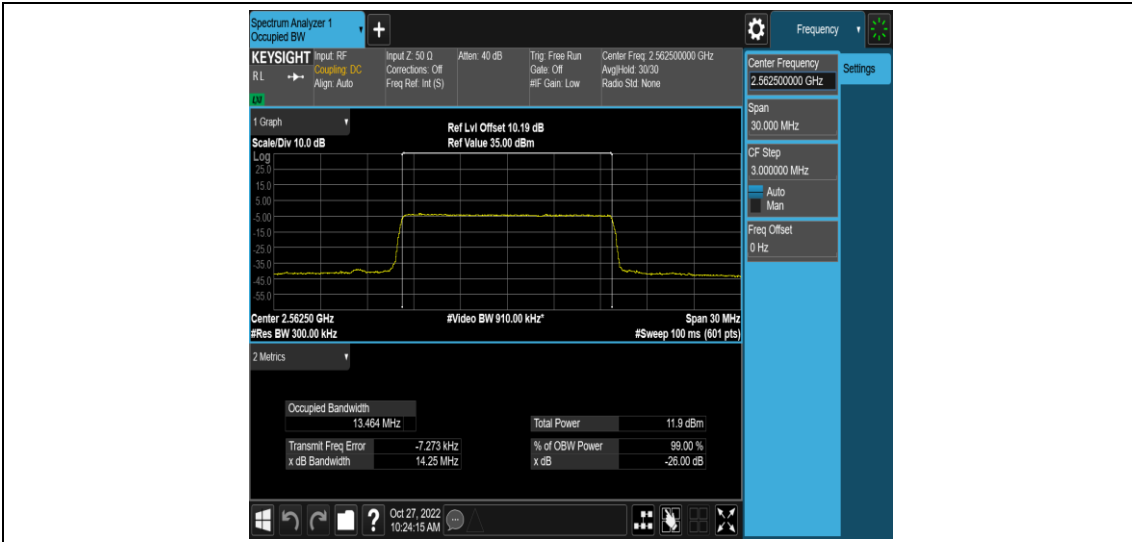 Spectrum Analyzer 1
Occupied BW
+
Frequency
KEYSIGHT
RL
LXI
Input: RF
Coupling: DC
Align: Auto
Input Z: 50 Ω
Corrections: Off
Freq Ref: Int (S)
Atten: 40 dB
Trig: Free Run
Gate: Off
#IF Gain: Low
Center Freq: 2.562500000 GHz
Avg|Hold: 30/30
Radio Std: None
Center Frequency
2.562500000 GHz
Settings
Span
30.000 MHz
CF Step
3.000000 MHz
Auto
Man
Freq Offset
0 Hz
1 Graph
Scale/Div 10.0 dB
Ref Lvl Offset 10.19 dB
Ref Value 35.00 dBm
Log
25.0
15.0
5.00
-5.00
-15.0
-25.0
-35.0
-45.0
-55.0
Center 2.56250 GHz
#Video BW 910.00 kHz*
Span 30 MHz
#Res BW 300.00 kHz
#Sweep 100 ms (601 pts)
2 Metrics
Occupied Bandwidth
13.464 MHz
Total Power 11.9 dBm
Transmit Freq Error -7.273 kHz
% of OBW Power 99.00 %
x dB Bandwidth 14.25 MHz
x dB -26.00 dB
?
Oct 27, 2022
10:24:15 AM